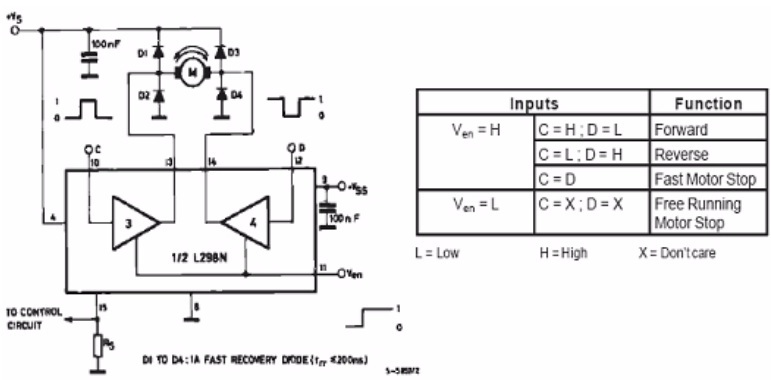 +Vs
100nF
D1
D3
M
D2
D4
1
0
1
0
C
D
10
13
14
12
9
+VSS
100nF
4
3
4
1/2 L298N
11
Ven
15
8
TO CONTROL
CIRCUIT
RS
1
0
D1 TO D4 : 1A FAST RECOVERY DIODE (trr ≤200ns)
S-5857/2
Inputs Function
Ven = H C = H ; D = L Forward
C = L ; D = H Reverse
C = D Fast Motor Stop
Ven = L C = X ; D = X Free Running
Motor Stop
L = Low H = High X = Don't care